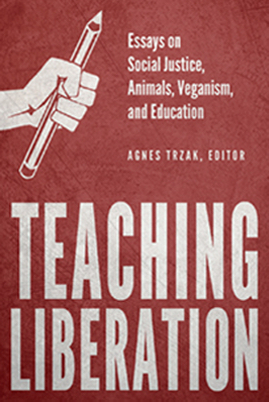 Essays on
Social Justice,
Animals, Veganism,
and Education
AGNES TRZAK, EDITOR
TEACHING
LIBERATION